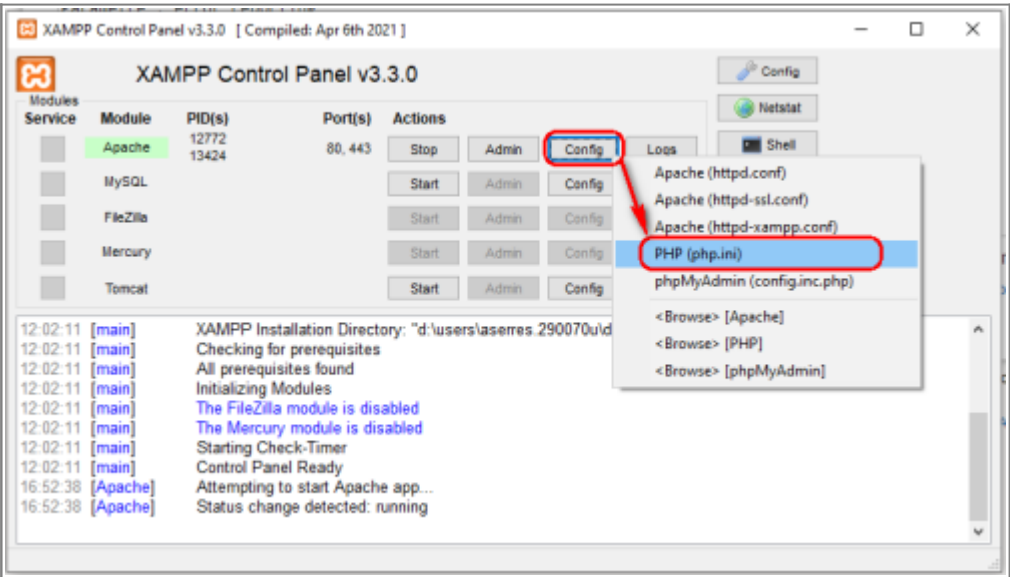 XAMPP Control Panel v3.3.0 [ Compiled: Apr 6th 2021 ]
XAMPP Control Panel v3.3.0
Config
Netstat
Shell
Modules
Service Module PID(s) Port(s) Actions
Apache 12772 13424 80, 443 Stop Admin Config Logs
MySQL Start Admin Config
FileZilla Start Admin Config
Mercury Start Admin Config
Tomcat Start Admin Config
Apache (httpd.conf)
Apache (httpd-ssl.conf)
Apache (httpd-xampp.conf)
PHP (php.ini)
phpMyAdmin (config.inc.php)
<Browse> [Apache]
<Browse> [PHP]
<Browse> [phpMyAdmin]
12:02:11 [main] XAMPP Installation Directory: "d:\users\aserres.290070u\d
12:02:11 [main] Checking for prerequisites
12:02:11 [main] All prerequisites found
12:02:11 [main] Initializing Modules
12:02:11 [main] The FileZilla module is disabled
12:02:11 [main] The Mercury module is disabled
12:02:11 [main] Starting Check-Timer
12:02:11 [main] Control Panel Ready
16:52:38 [Apache] Attempting to start Apache app...
16:52:38 [Apache] Status change detected: running